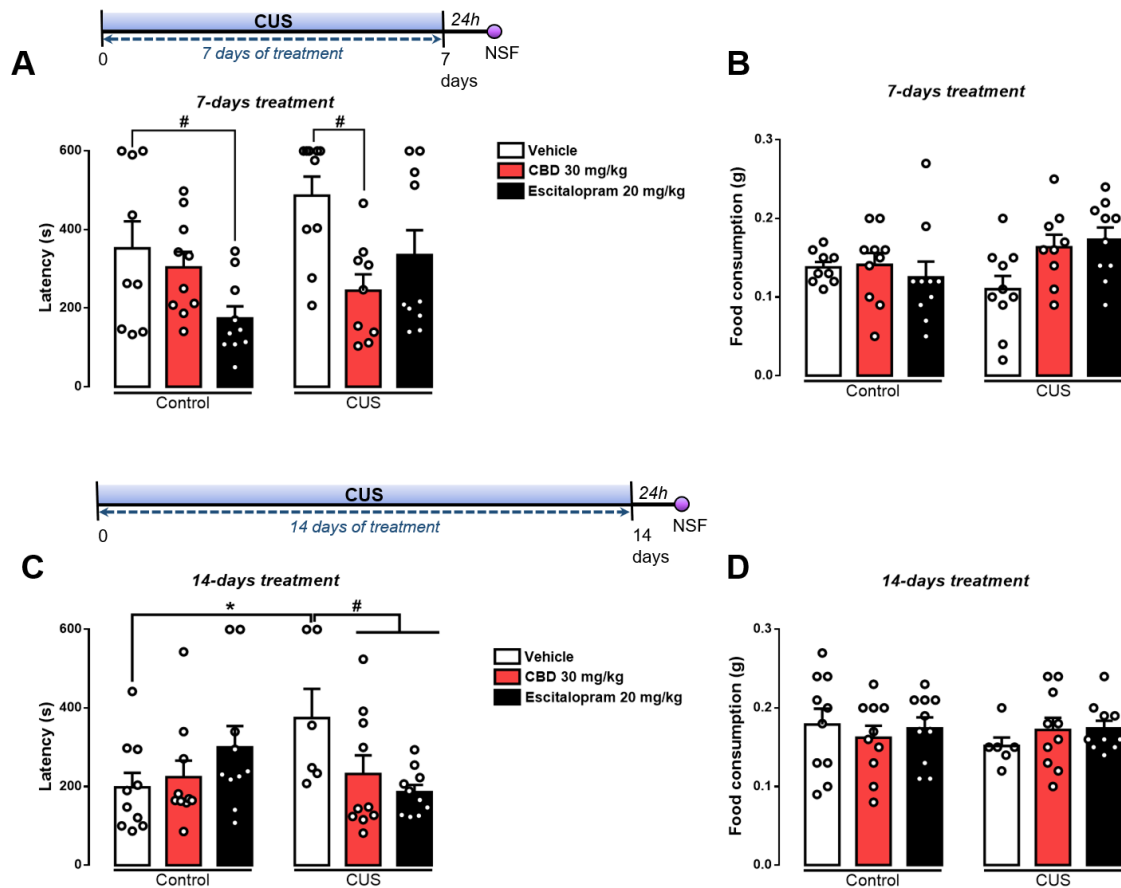 CUS
24h
7 days of treatment
0
7
days
NSF
A
7-days treatment
#
#
Latency (s)
600
400
200
0
Control
CUS
Vehicle
CBD 30 mg/kg
Escitalopram 20 mg/kg
B
7-days treatment
Food consumption (g)
0.3
0.2
0.1
0.0
Control
CUS
CUS
24h
14 days of treatment
0
14
days
NSF
C
14-days treatment
*
#
Latency (s)
600
400
200
0
Control
CUS
Vehicle
CBD 30 mg/kg
Escitalopram 20 mg/kg
D
14-days treatment
Food consumption (g)
0.3
0.2
0.1
0.0
Control
CUS